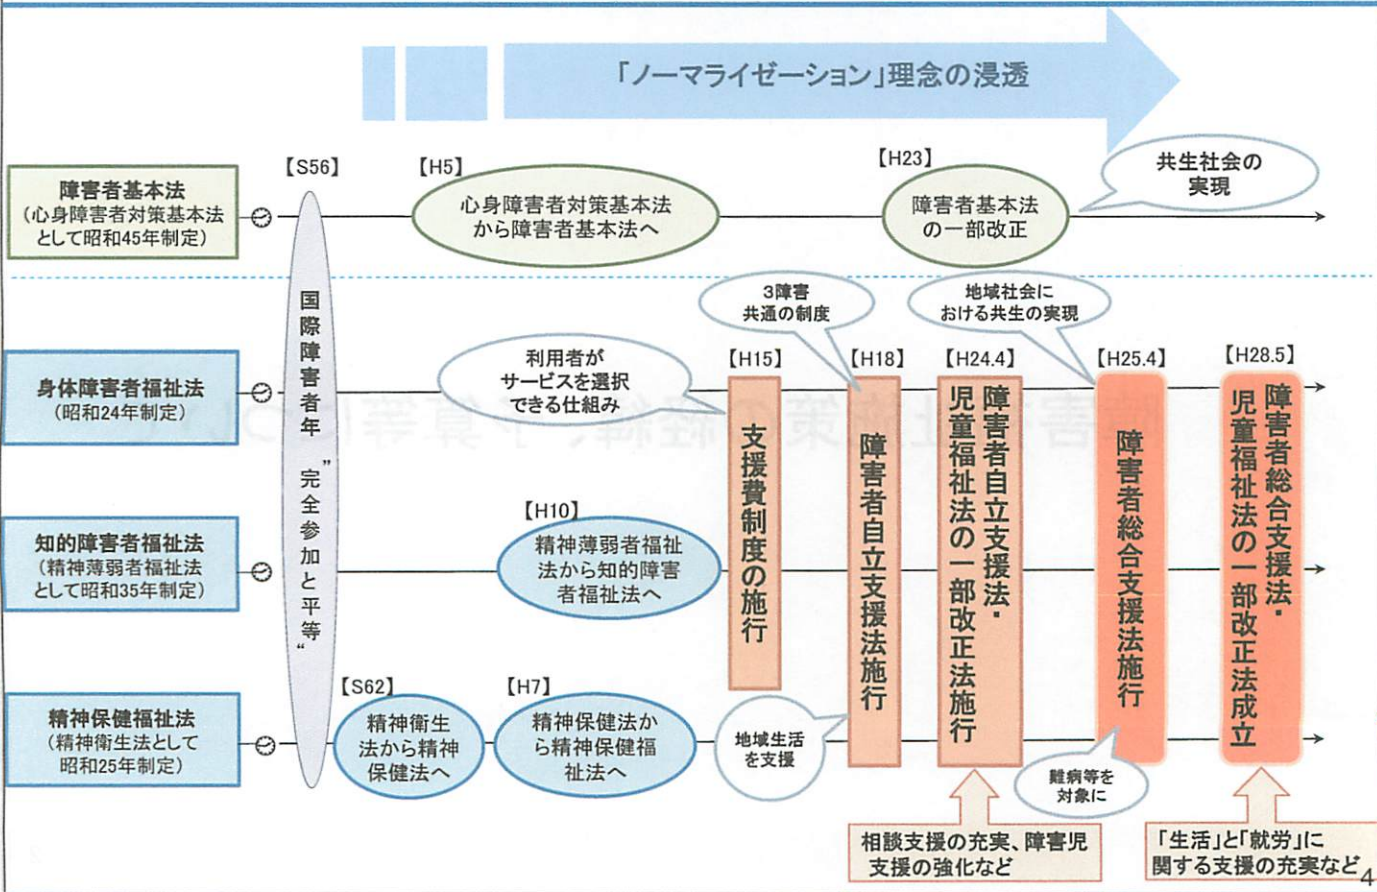 「ノーマライゼーション」理念の浸透
障害者基本法
(心身障害者対策基本法
として昭和45年制定)
【S56】
国際障害者年 "完全参加と平等"
【H5】
心身障害者対策基本法
から障害者基本法へ
【H23】
障害者基本法
の一部改正
共生社会の
実現
身体障害者福祉法
(昭和24年制定)
利用者が
サービスを選択
できる仕組み
3障害
共通の制度
地域社会に
おける共生の実現
知的障害者福祉法
(精神薄弱者福祉法
として昭和35年制定)
【H10】
精神薄弱者福祉
法から知的障害
者福祉法へ
精神保健福祉法
(精神衛生法として
昭和25年制定)
【S62】
精神衛生
法から精神
保健法へ
【H7】
精神保健法か
ら精神保健福
祉法へ
【H15】
支援費制度の施行
【H18】
障害者自立支援法施行
地域生活
を支援
【H24.4】
障害者自立支援法・
児童福祉法の一部改正法施行
相談支援の充実、障害児
支援の強化など
【H25.4】
障害者総合支援法施行
難病等を
対象に
【H28.5】
障害者総合支援法・
児童福祉法の一部改正法成立
「生活」と「就労」に
関する支援の充実など
4